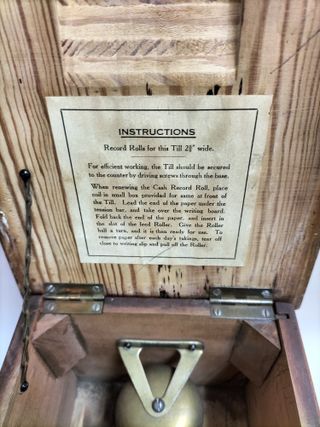 INSTRUCTIONS
Record Rolls for this Till wide.
For efficient working, the Till should be secured
to the counter by driving screws through the base.
When renewing the Cash Record Roll, place
coil in small box provided for same at front of
the Till. Lead the end of the paper under the
tension bar, and take over the writing board.
Fold back the end of the paper, and insert in
the slit of the feed Roller. Give the Roller
half a turn, and it is then ready for use. To
remove paper after each day's takings, tear off
close to writing slip and pull off the Roller.